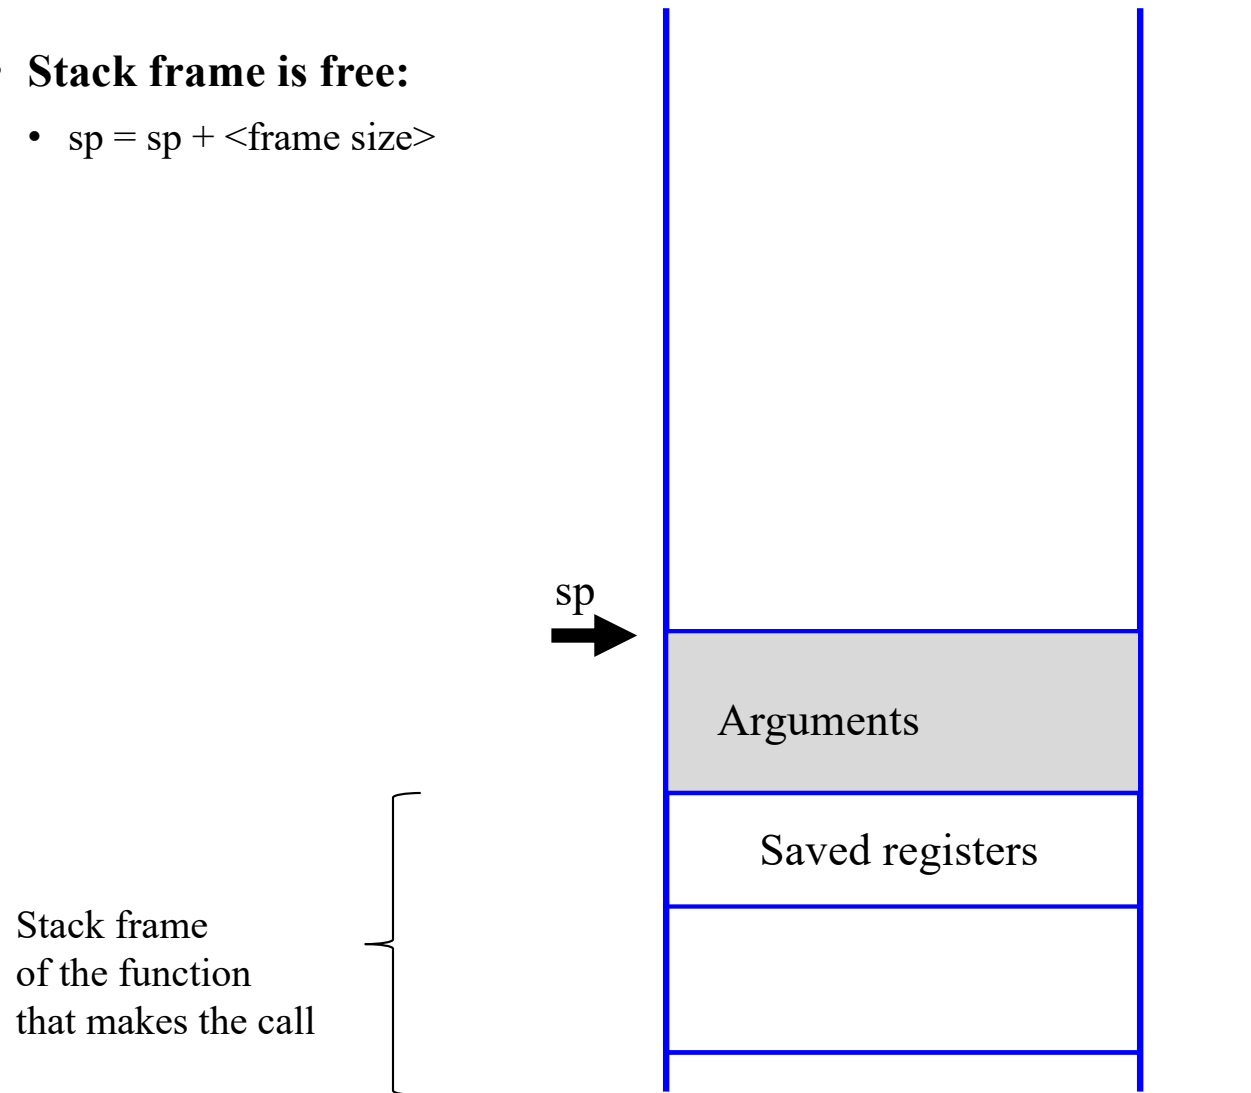 Stack frame is free:
• sp = sp + <frame size>
sp
Arguments
Saved registers
Stack frame
of the function
that makes the call